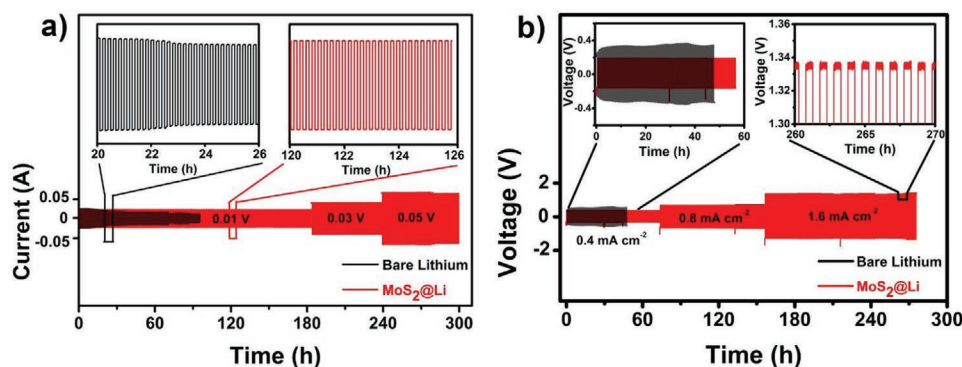 a)
20 22 24 26
Time (h)
120 122 124 126
Time (h)
Current (A)
0.05
0
-0.05
0.01 V
0.03 V
0.05 V
Bare Lithium
MoS2@Li
0 60 120 180 240 300
Time (h)
b)
Voltage (V)
0.4
0.0
-0.4
0 20 40 60
Time (h)
Voltage (V)
1.36
1.34
1.32
1.30
260 265 270
Time (h)
Voltage (V)
2
0
-2
0.4 mA cm-2
0.8 mA cm-2
1.6 mA cm-2
Bare Lithium
MoS2@Li
0 60 120 180 240 300
Time (h)